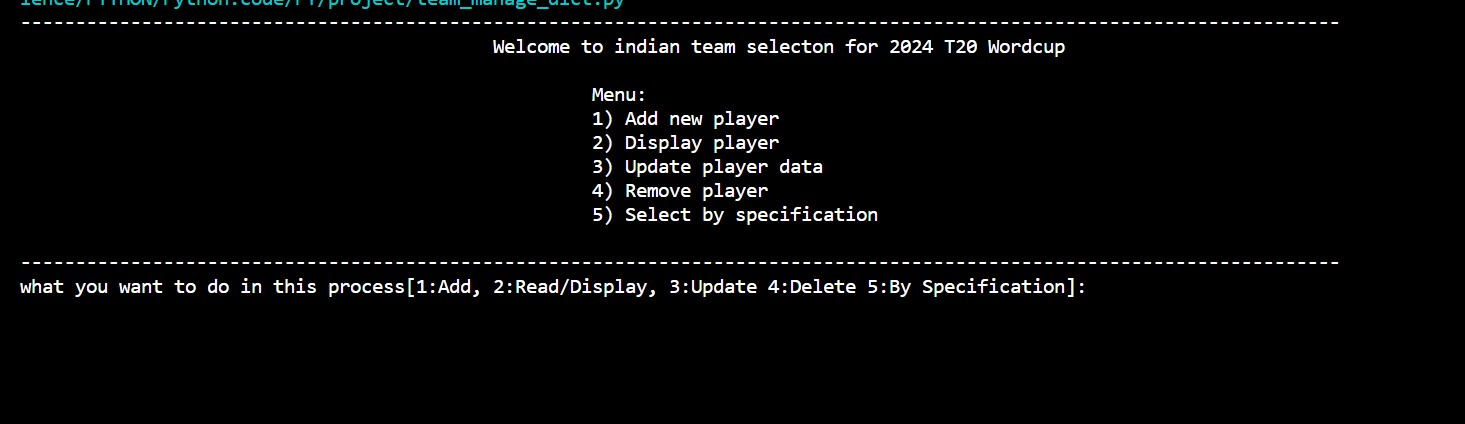 ience/PYTHON/Python.code/PY/project/team_manage_dict.py
------------------------------------------------------------------------------------------------------------------------
Welcome to indian team selecton for 2024 T20 Wordcup
Menu:
1) Add new player
2) Display player
3) Update player data
4) Remove player
5) Select by specification
------------------------------------------------------------------------------------------------------------------------
what you want to do in this process[1:Add, 2:Read/Display, 3:Update 4:Delete 5:By Specification]: